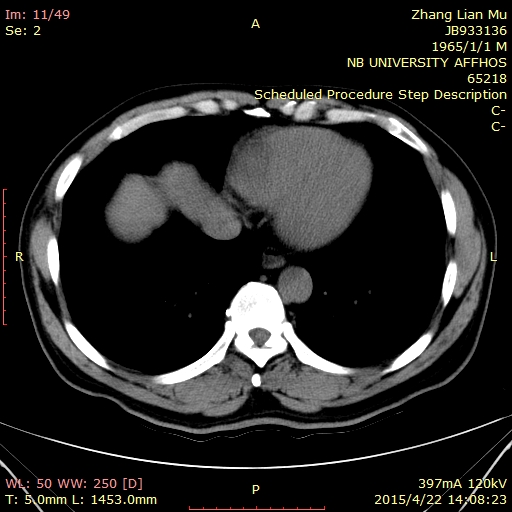 Im: 11/49
Se: 2
A
Zhang Lian Mu
JB933136
1965/1/1 M
NB UNIVERSITY AFFHOS
65218
Scheduled Procedure Step Description
C-
C-
R
L
WL: 50 WW: 250 [D]
T: 5.0mm L: 1453.0mm
P
397mA 120kV
2015/4/22 14:08:23